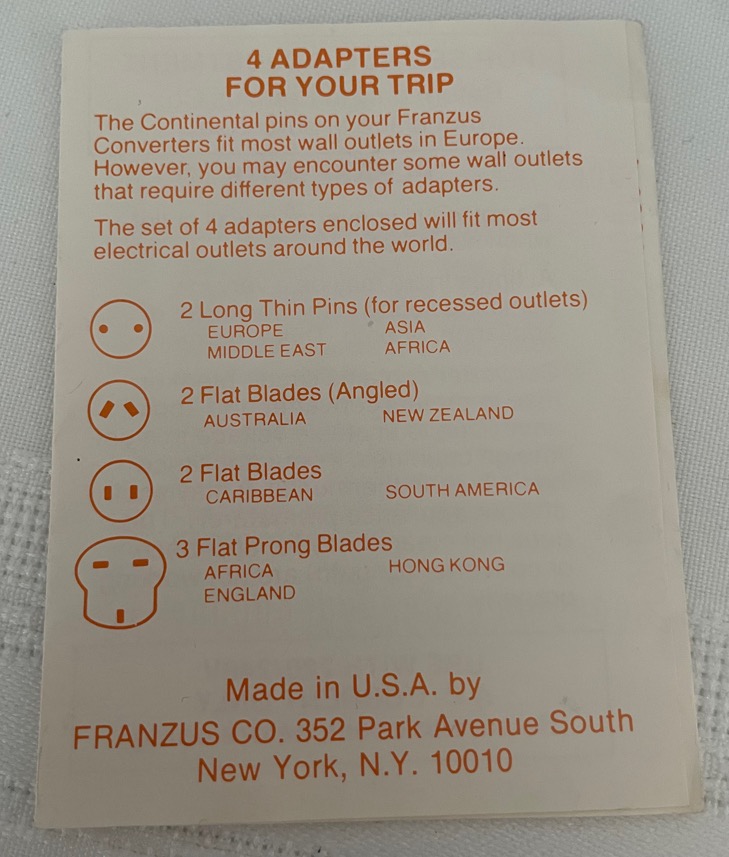 4 ADAPTERS
FOR YOUR TRIP
The Continental pins on your Franzus
Converters fit most wall outlets in Europe.
However, you may encounter some wall outlets
that require different types of adapters.
The set of 4 adapters enclosed will fit most
electrical outlets around the world.
2 Long Thin Pins (for recessed outlets)
EUROPE ASIA
MIDDLE EAST AFRICA
2 Flat Blades (Angled)
AUSTRALIA NEW ZEALAND
2 Flat Blades
CARIBBEAN SOUTH AMERICA
3 Flat Prong Blades
AFRICA HONG KONG
ENGLAND
Made in U.S.A. by
FRANZUS CO. 352 Park Avenue South
New York, N.Y. 10010